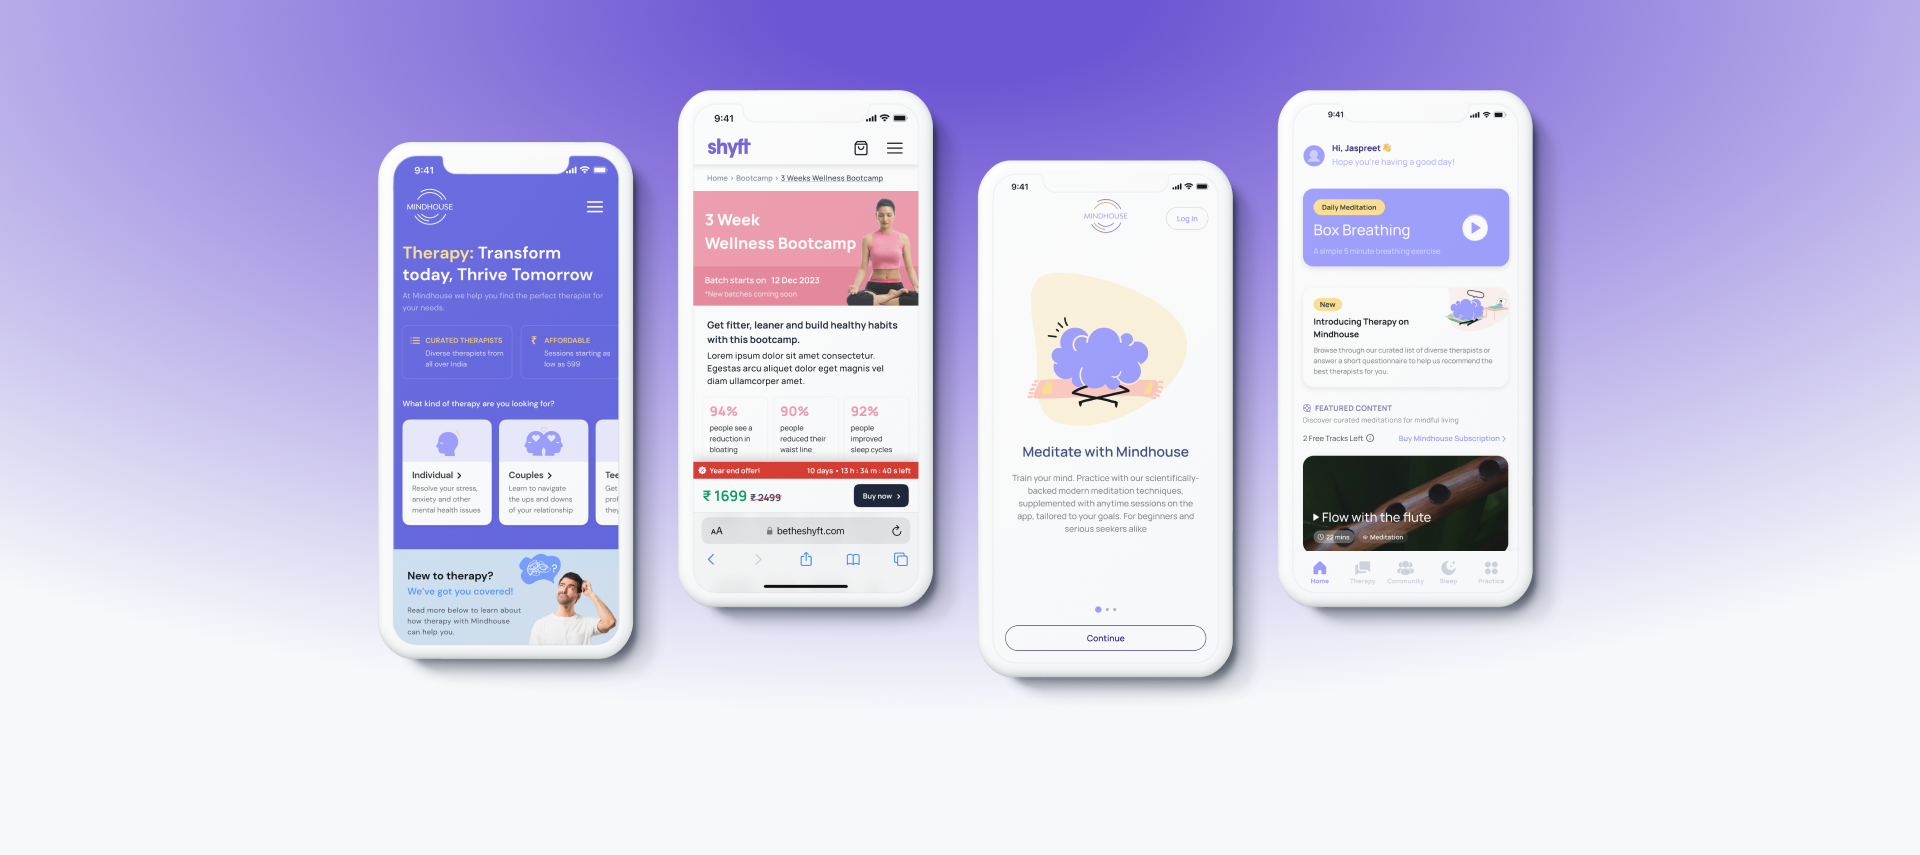 9:41
MINDHOUSE
Therapy: Transform
today, Thrive Tomorrow
At Mindhouse we help you find the perfect therapist for
your needs.
CURATED THERAPISTS
Diverse therapists from
all over India
₹ AFFORDABLE
Sessions starting as
low as 599
What kind of therapy are you looking for?
Individual >
Resolve your stress,
anxiety and other
mental health issues
Couples >
Learn to navigate
the ups and downs
of your relationship
Tee
Get
prof
they
New to therapy?
We've got you covered!
Read more below to learn about
how therapy with Mindhouse
can help you.
?
9:41
shyft
Home > Bootcamp > 3 Weeks Wellness Bootcamp
3 Week
Wellness Bootcamp
Batch starts on 12 Dec 2023
*New batches coming soon
Get fitter, leaner and build healthy habits
with this bootcamp.
Lorem ipsum dolor sit amet consectetur.
Egestas arcu aliquet dolor eget magnis vel
diam ullamcorper amet.
94%
people see a
reduction in
bloating
90%
people
reduced their
waist line
92%
people
improved
sleep cycles
Year end offer!
10 days • 13 h : 34 m : 40 s left
₹ 1699 ₹ 2499
Buy now >
AA
betheshyft.com
9:41
MINDHOUSE
Log In
Meditate with Mindhouse
Train your mind. Practice with our scientifically-
backed modern meditation techniques,
supplemented with anytime sessions on the
app, tailored to your goals. For beginners and
serious seekers alike
Continue
9:41
Hi, Jaspreet 👋
Hope you're having a good day!
Daily Meditation
Box Breathing
A simple 5 minute breathing exercise
New
Introducing Therapy on
Mindhouse
Browse through our curated list of diverse therapists or
answer a short questionnaire to help us recommend the
best therapists for you.
FEATURED CONTENT
Discover curated meditations for mindful living
2 Free Tracks Left
Buy Mindhouse Subscription >
Flow with the flute
22 mins
Meditation
Home
Therapy
Community
Sleep
Practice